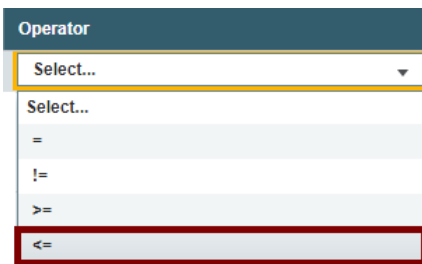 Operator
Select...
Select...
=
!=
>=
<=